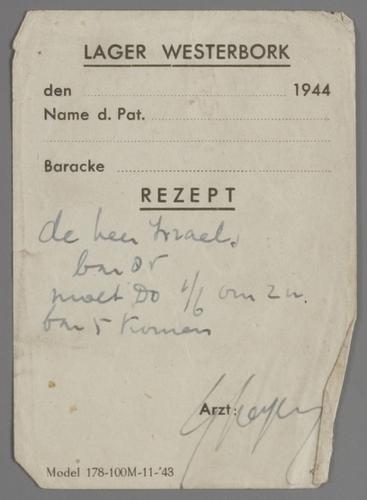 LAGER WESTERBORK
den 1944
Name d. Pat.
Baracke
REZEPT
de heer Israel.
bar 85
moet Do 1/6 om 2 u.
bar 5 komen
Arzt:
Model 178-100M-11-'43